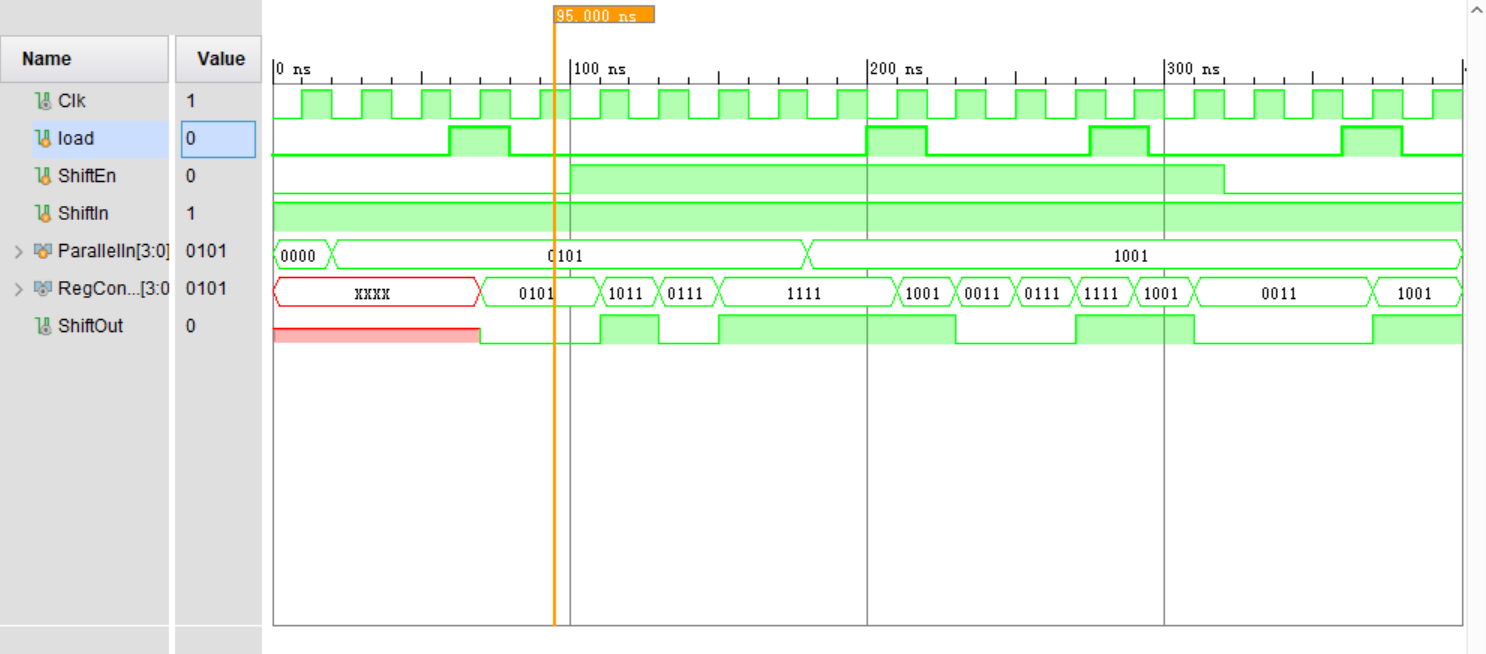 95.000 ns
Name Value
0 ns 100 ns 200 ns 300 ns
Clk 1
load 0
ShiftEn 0
ShiftIn 1
ParallelIn[3:0] 0101 0000 0101 1001
RegCon...[3:0 0101 XXXX 0101 1011 0111 1111 1001 0011 0111 1111 1001 0011 1001
ShiftOut 0